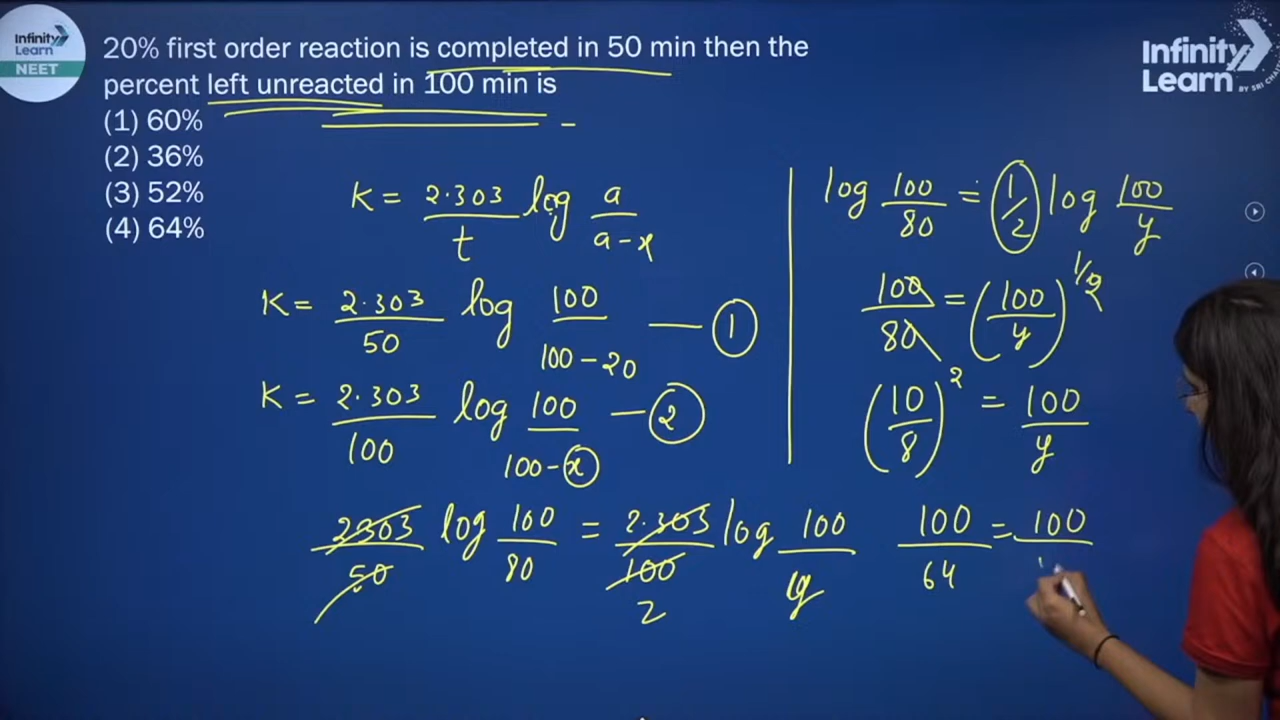 Infinity
Learn
NEET
20% first order reaction is completed in 50 min then the
percent left unreacted in 100 min is
(1) 60%
(2) 36%
(3) 52%
(4) 64%
Infinity
Learn
BY SRI CHAITANYA
K = 2.303/t log a/a-x
K = 2.303/50 log 100/100-20 — 1
K = 2.303/100 log 100/100-x — 2
2303/50 log 100/80 = 2.303/100 log 100/y
2
log 100/80 = 1/2 log 100/y
100/80 = (100/y)^1/2
(10/8)^2 = 100/y
100/64 = 100/